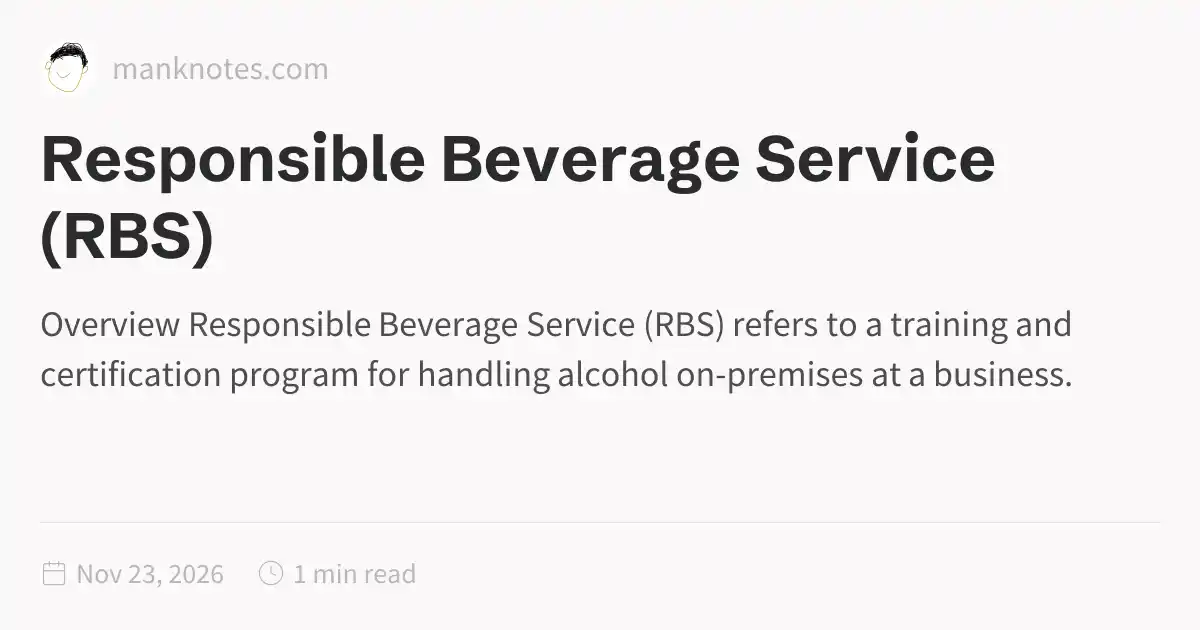 manknotes.com
Responsible Beverage Service
(RBS)
Overview Responsible Beverage Service (RBS) refers to a training and
certification program for handling alcohol on-premises at a business.
Nov 23, 2026 1 min read